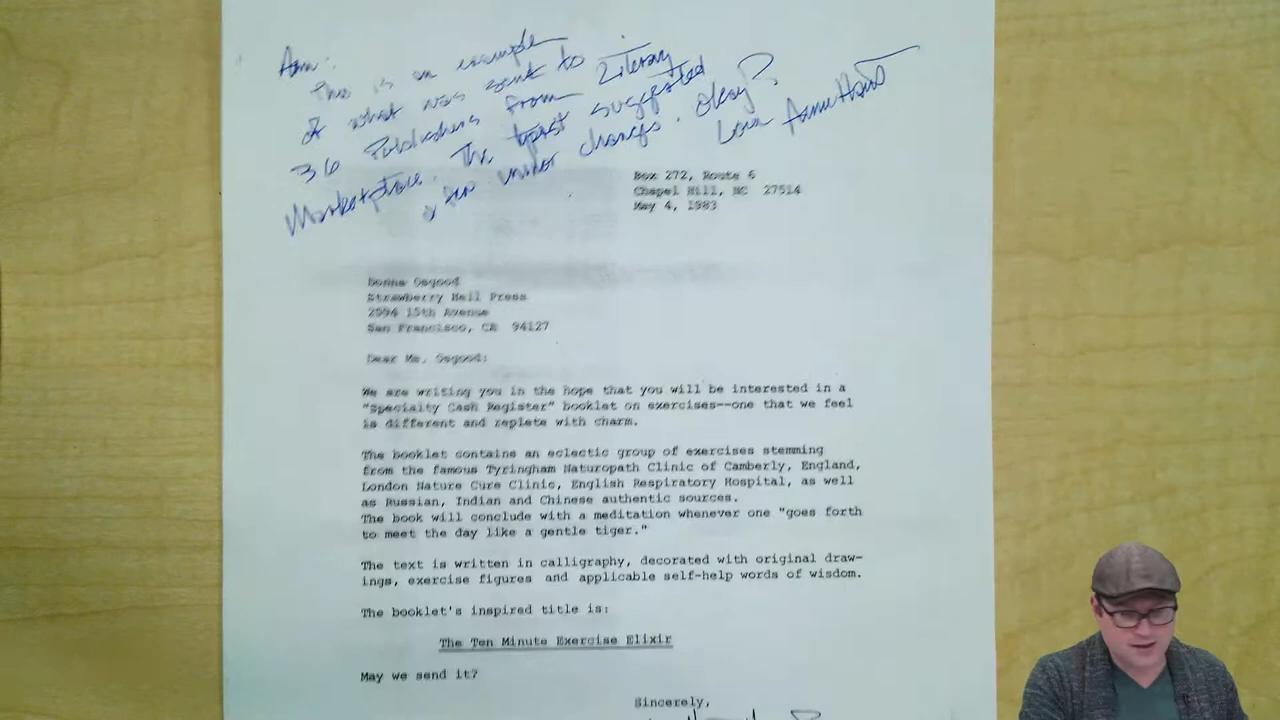 Ann:
This is an example
of what was sent to
36 Publishers from Literary
Marketplace. The typist suggested
a few minor changes. Okay?
Love
Box 272, Route 6
Chapel Hill, NC 27514
May 4, 1983
Donna Osgood
Strawberry Hill Press
2594 15th Avenue
San Francisco, CA 94127
Dear Ms. Osgood:
We are writing you in the hope that you will be interested in a
"Specialty Cash Register" booklet on exercises--one that we feel
is different and replete with charm.
The booklet contains an eclectic group of exercises stemming
from the famous Tyringham Naturopath Clinic of Camberly, England,
London Nature Cure Clinic, English Respiratory Hospital, as well
as Russian, Indian and Chinese authentic sources.
The book will conclude with a meditation whenever one "goes forth
to meet the day like a gentle tiger."
The text is written in calligraphy, decorated with original draw-
ings, exercise figures and applicable self-help words of wisdom.
The booklet's inspired title is:
The Ten Minute Exercise Elixir
May we send it?
Sincerely,